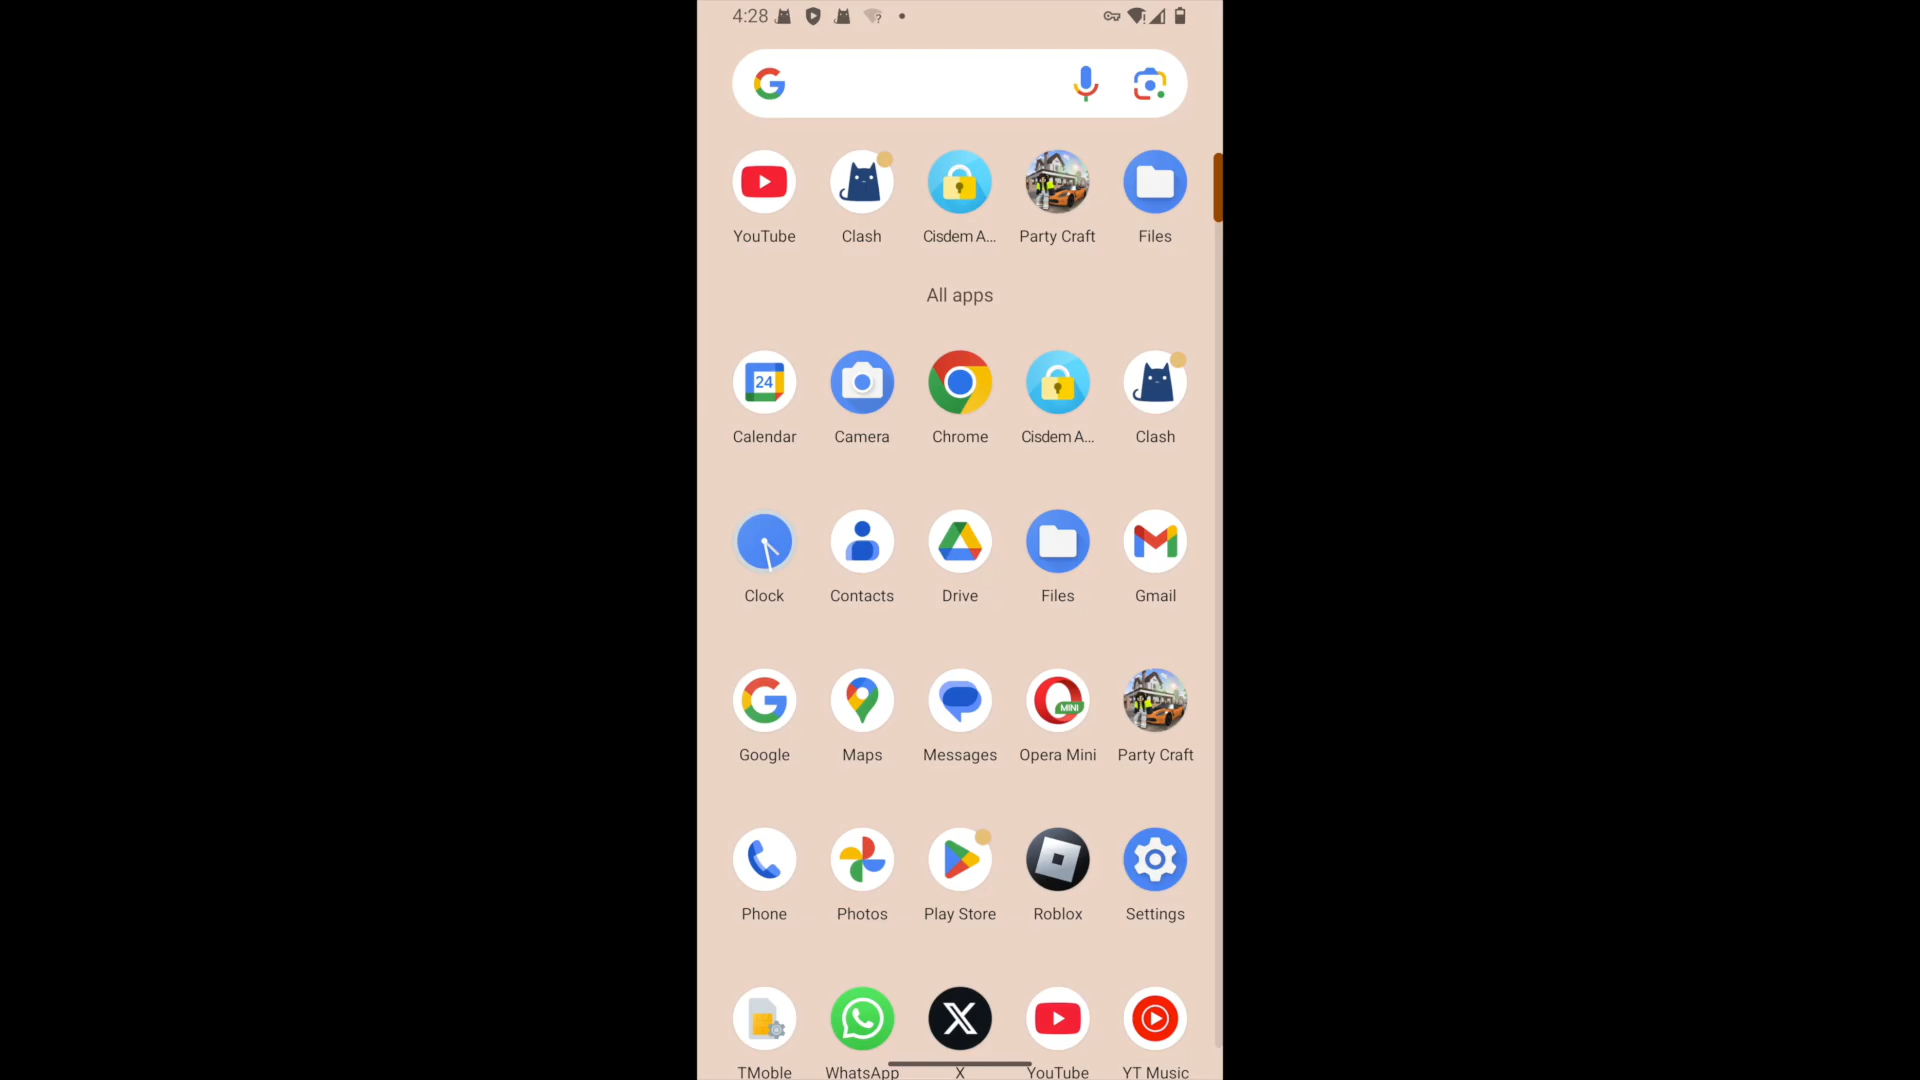 4:28
YouTube Clash Cisdem A... Party Craft Files
All apps
24
Calendar Camera Chrome Cisdem A... Clash
Clock Contacts Drive Files Gmail
MINI
Google Maps Messages Opera Mini Party Craft
Phone Photos Play Store Roblox Settings
TMoble WhatsApp X YouTube YT Music